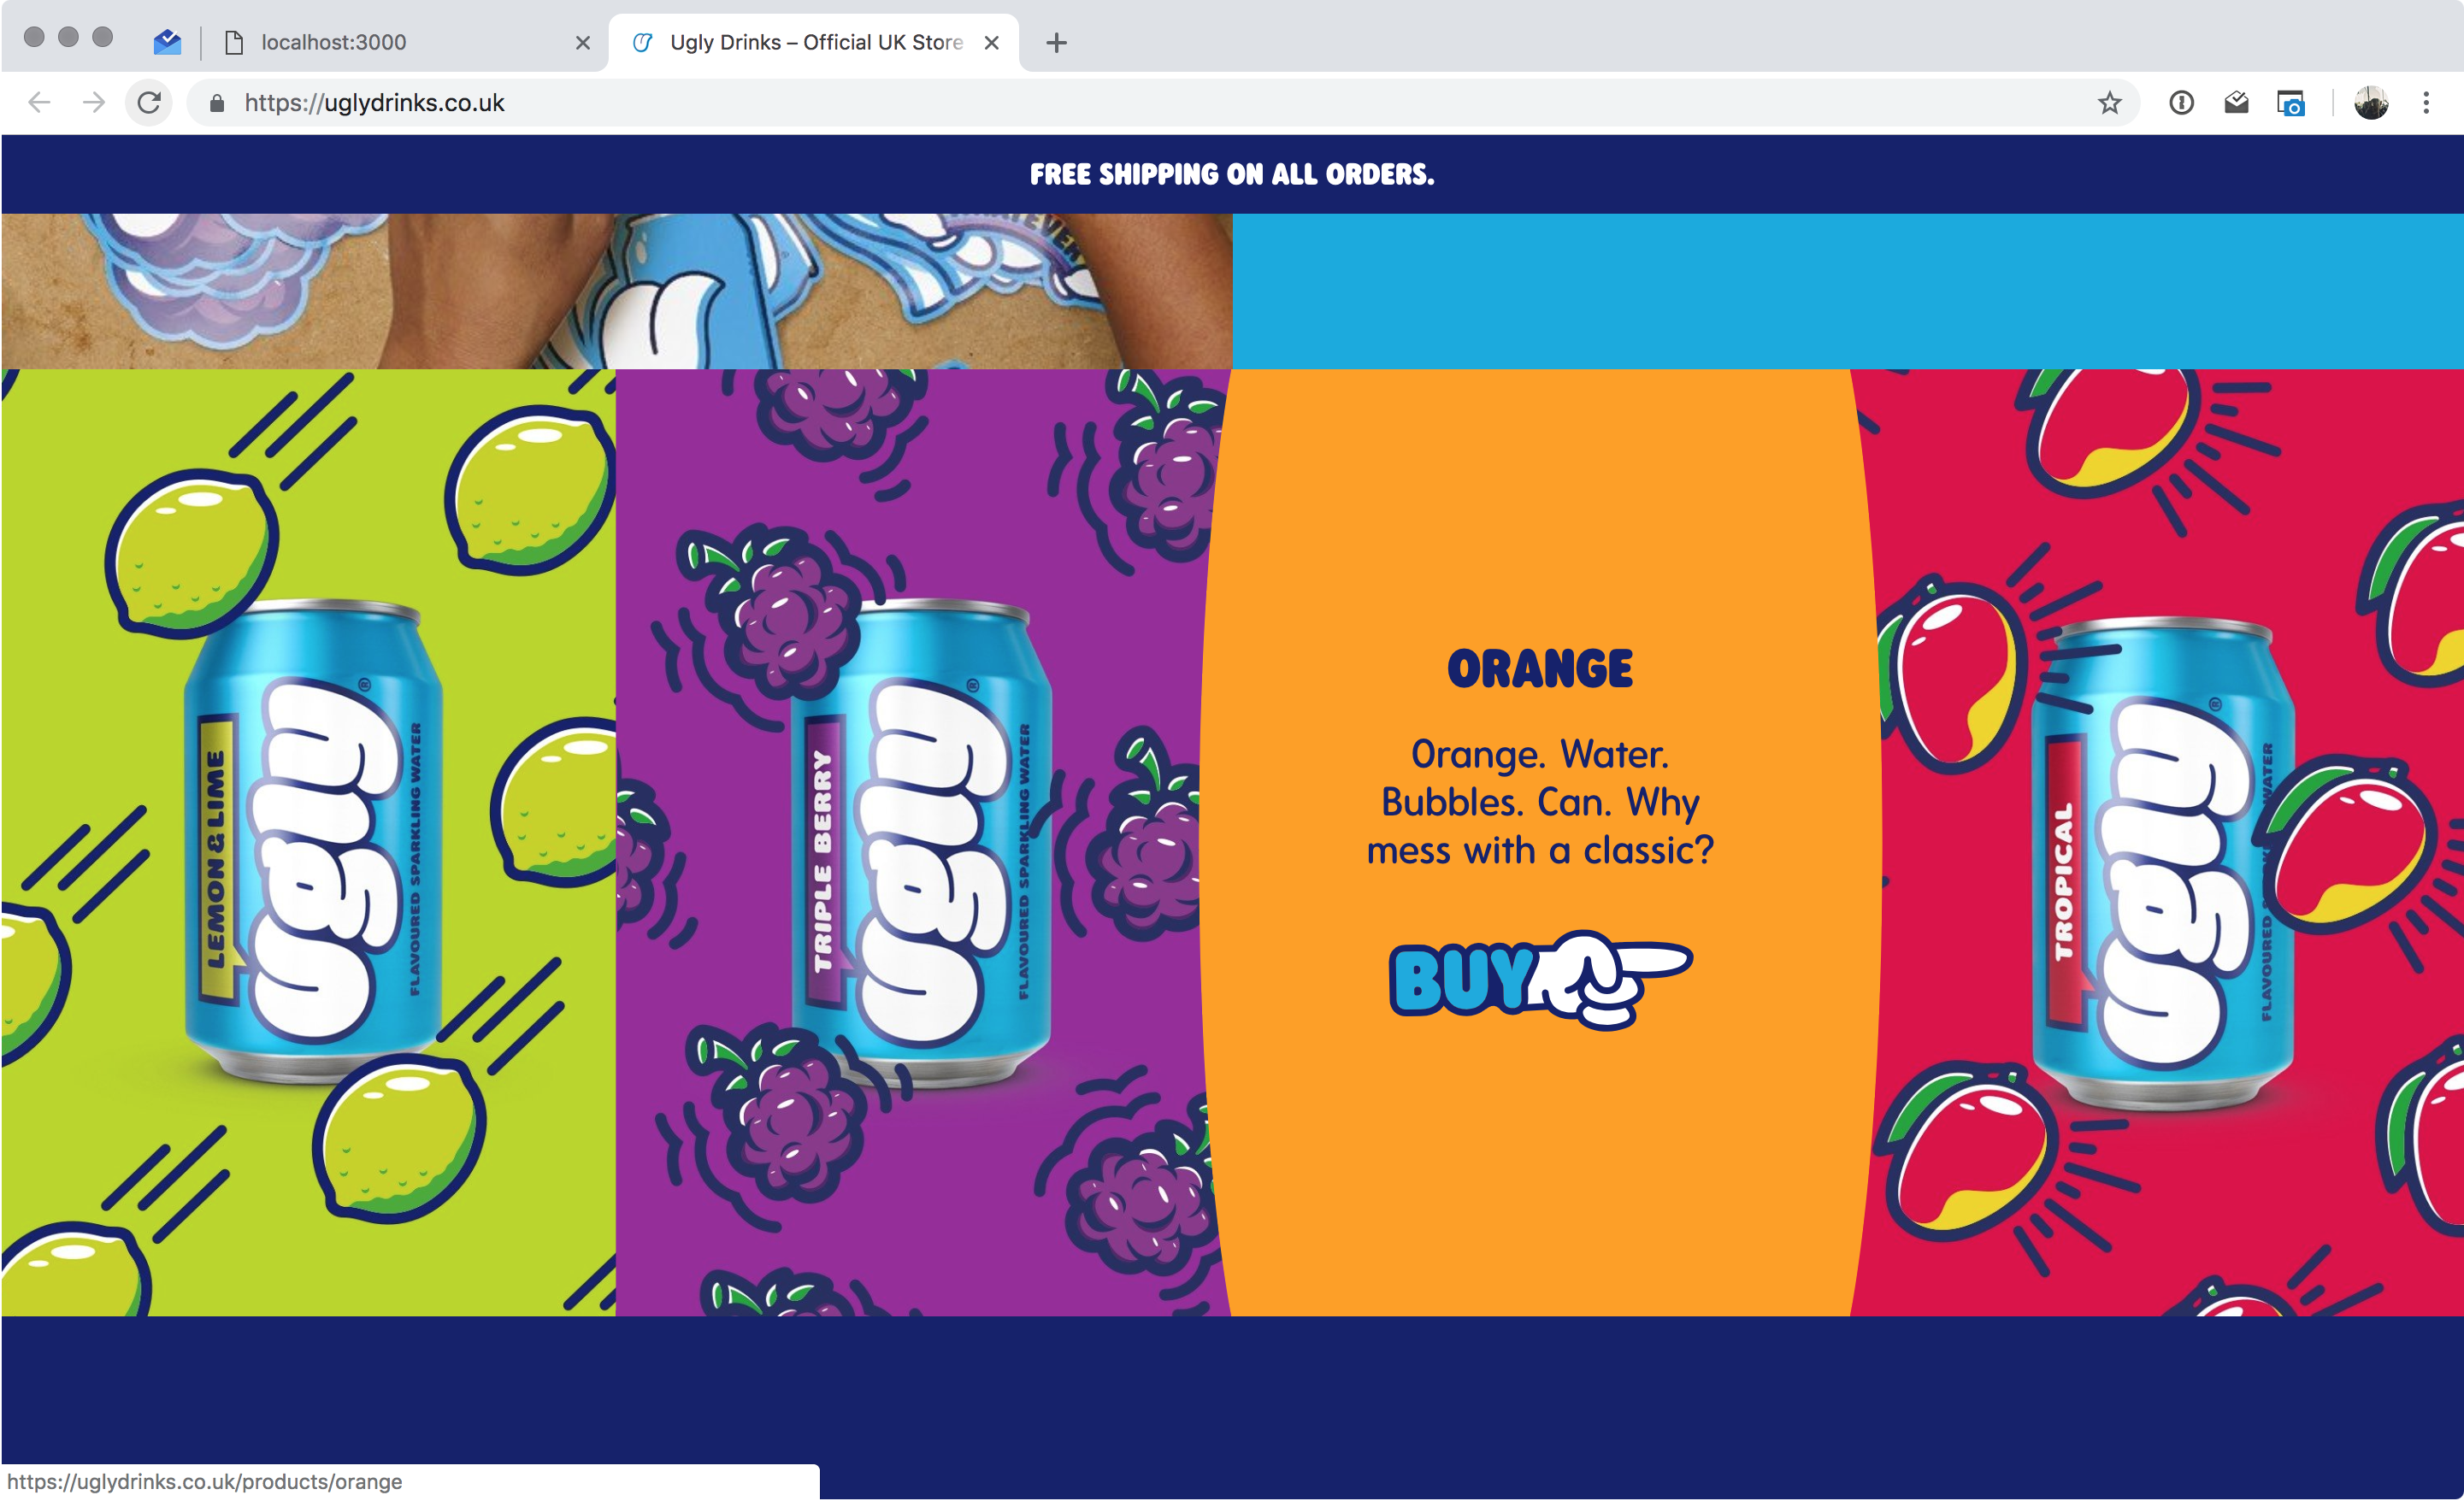 localhost:3000
Ugly Drinks – Official UK Store
https://uglydrinks.co.uk
FREE SHIPPING ON ALL ORDERS.
LEMON & LIME
ugly
®
FLAVOURED SPARKLING WATER
TRIPLE BERRY
ugly
®
FLAVOURED SPARKLING WATER
ORANGE
Orange. Water.
Bubbles. Can. Why
mess with a classic?
BUY
TROPICAL
ugly
®
FLAVOURED WATER
https://uglydrinks.co.uk/products/orange